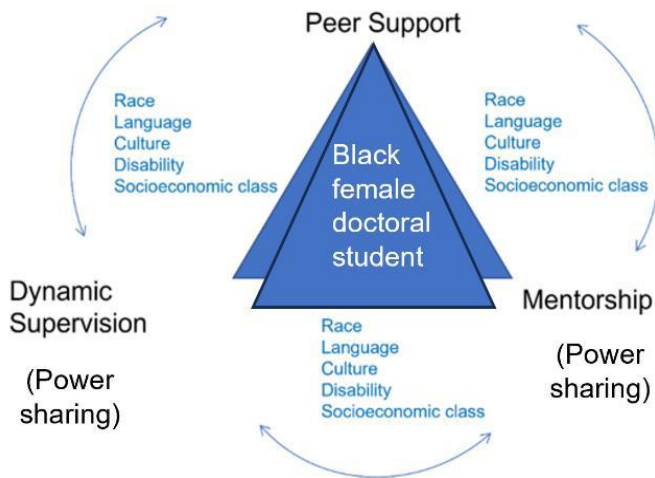 Peer Support
Race
Language
Culture
Disability
Socioeconomic class
Race
Language
Culture
Disability
Socioeconomic class
Black
female
doctoral
student
Dynamic
Supervision
(Power
sharing)
Mentorship
(Power
sharing)
Race
Language
Culture
Disability
Socioeconomic class